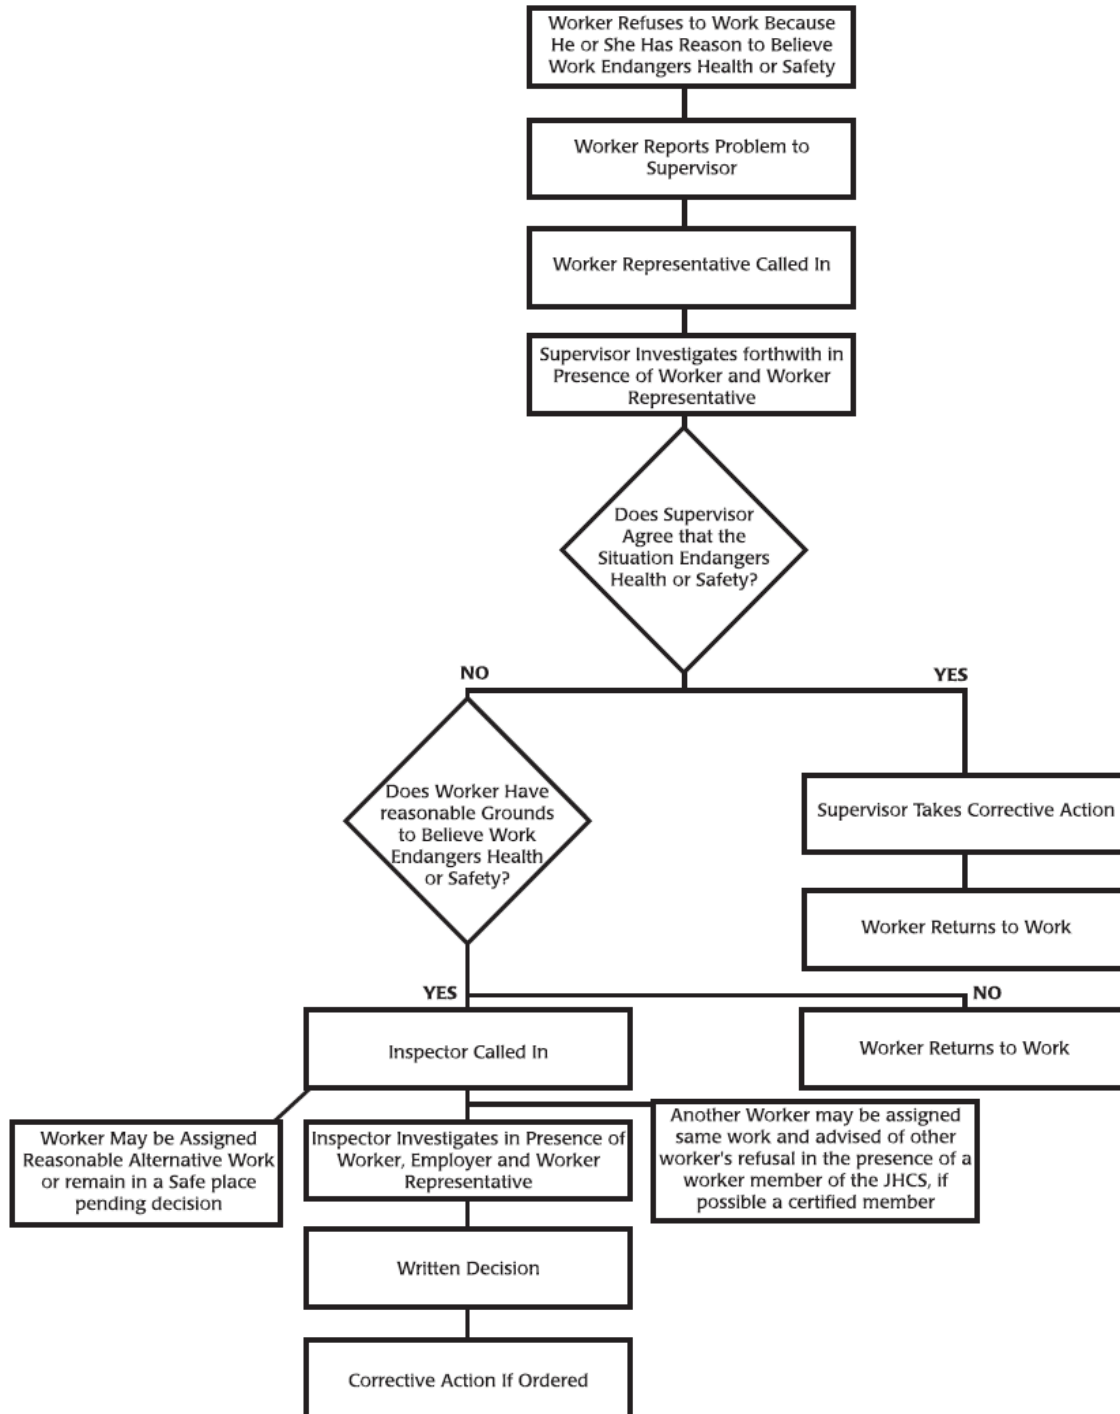 Worker Refuses to Work Because
He or She Has Reason to Believe
Work Endangers Health or Safety
Worker Reports Problem to
Supervisor
Worker Representative Called In
Supervisor Investigates forthwith in
Presence of Worker and Worker
Representative
Does Supervisor
Agree that the
Situation Endangers
Health or Safety?
NO
YES
Does Worker Have
reasonable Grounds
to Believe Work
Endangers Health
or Safety?
Supervisor Takes Corrective Action
Worker Returns to Work
YES
NO
Inspector Called In
Worker Returns to Work
Worker May be Assigned
Reasonable Alternative Work
or remain in a Safe place
pending decision
Inspector Investigates in Presence of
Worker, Employer and Worker
Representative
Another Worker may be assigned
same work and advised of other
worker's refusal in the presence of a
worker member of the JHCS, if
possible a certified member
Written Decision
Corrective Action If Ordered